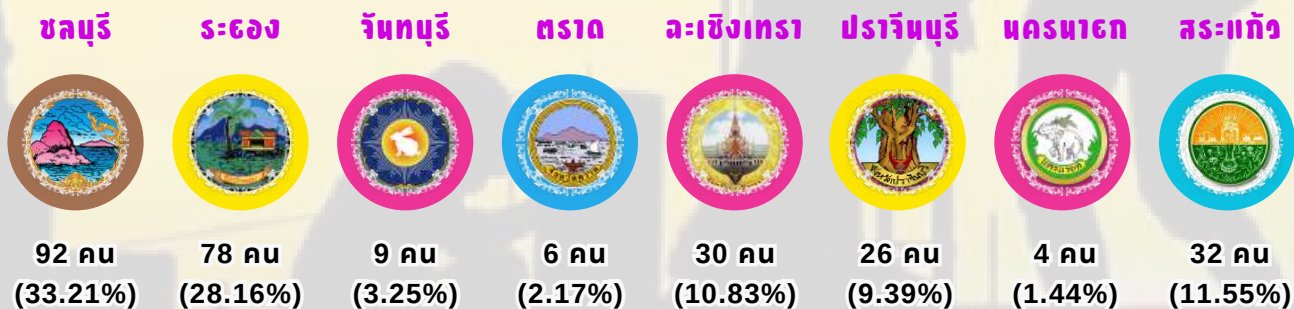 ชลบุรี ระยอง จันทบุรี ตราด ฉะเชิงเทรา ปราจีนบุรี นครนายก สระแก้ว
92 คน 78 คน 9 คน 6 คน 30 คน 26 คน 4 คน 32 คน
(33.21%) (28.16%) (3.25%) (2.17%) (10.83%) (9.39%) (1.44%) (11.55%)